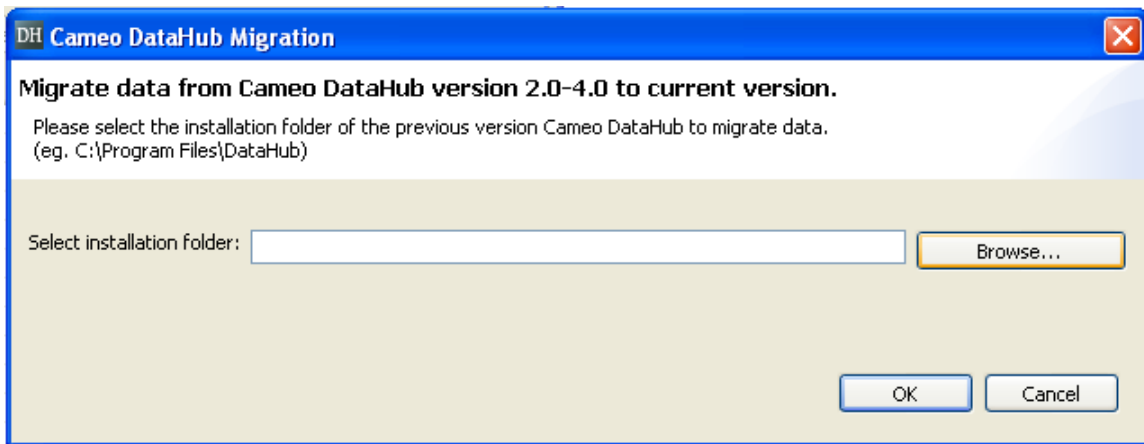 DH Cameo DataHub Migration
Migrate data from Cameo DataHub version 2.0-4.0 to current version.
Please select the installation folder of the previous version Cameo DataHub to migrate data.
(eg. C:\Program Files\DataHub)
Select installation folder:
Browse...
OK
Cancel